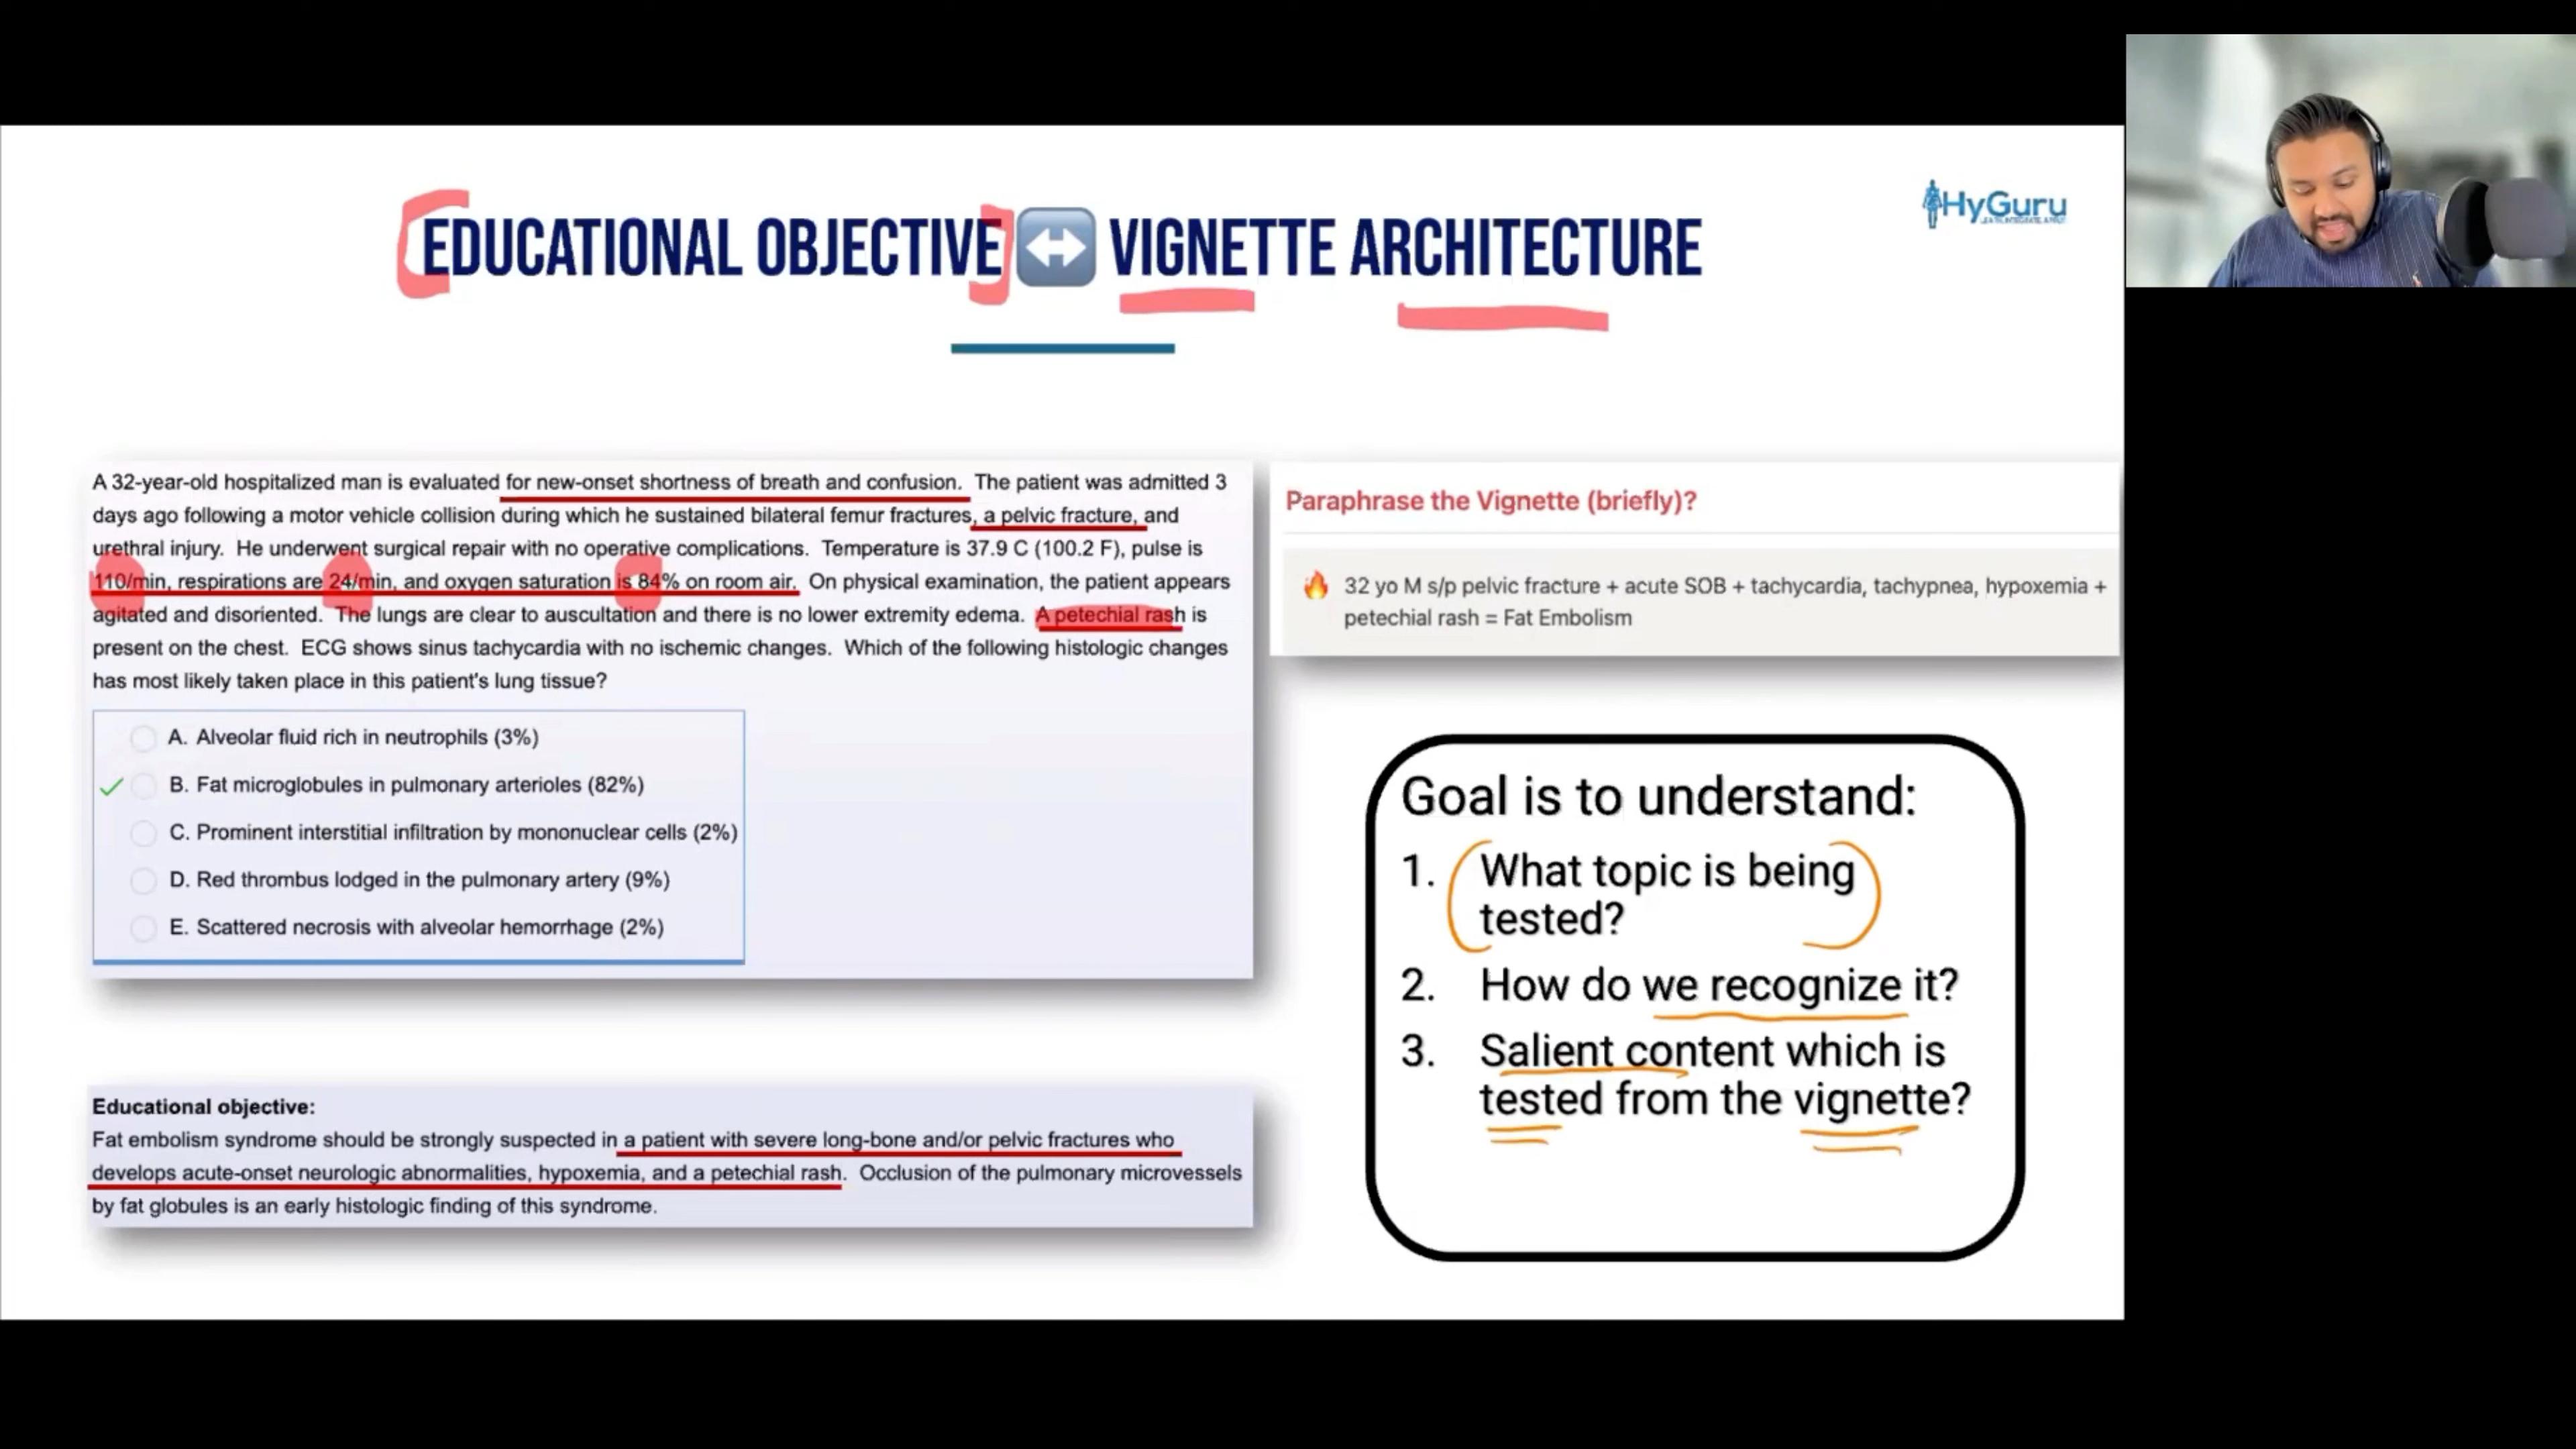 EDUCATIONAL OBJECTIVE ↔ VIGNETTE ARCHITECTURE
HyGuru
A 32-year-old hospitalized man is evaluated for new-onset shortness of breath and confusion. The patient was admitted 3
days ago following a motor vehicle collision during which he sustained bilateral femur fractures, a pelvic fracture, and
urethral injury. He underwent surgical repair with no operative complications. Temperature is 37.9 C (100.2 F), pulse is
110/min, respirations are 24/min, and oxygen saturation is 84% on room air. On physical examination, the patient appears
agitated and disoriented. The lungs are clear to auscultation and there is no lower extremity edema. A petechial rash is
present on the chest. ECG shows sinus tachycardia with no ischemic changes. Which of the following histologic changes
has most likely taken place in this patient's lung tissue?
A. Alveolar fluid rich in neutrophils (3%)
B. Fat microglobules in pulmonary arterioles (82%)
C. Prominent interstitial infiltration by mononuclear cells (2%)
D. Red thrombus lodged in the pulmonary artery (9%)
E. Scattered necrosis with alveolar hemorrhage (2%)
Educational objective:
Fat embolism syndrome should be strongly suspected in a patient with severe long-bone and/or pelvic fractures who
develops acute-onset neurologic abnormalities, hypoxemia, and a petechial rash. Occlusion of the pulmonary microvessels
by fat globules is an early histologic finding of this syndrome.
Paraphrase the Vignette (briefly)?
🔥 32 yo M s/p pelvic fracture + acute SOB + tachycardia, tachypnea, hypoxemia +
petechial rash = Fat Embolism
Goal is to understand:
1. What topic is being
tested?
2. How do we recognize it?
3. Salient content which is
tested from the vignette?